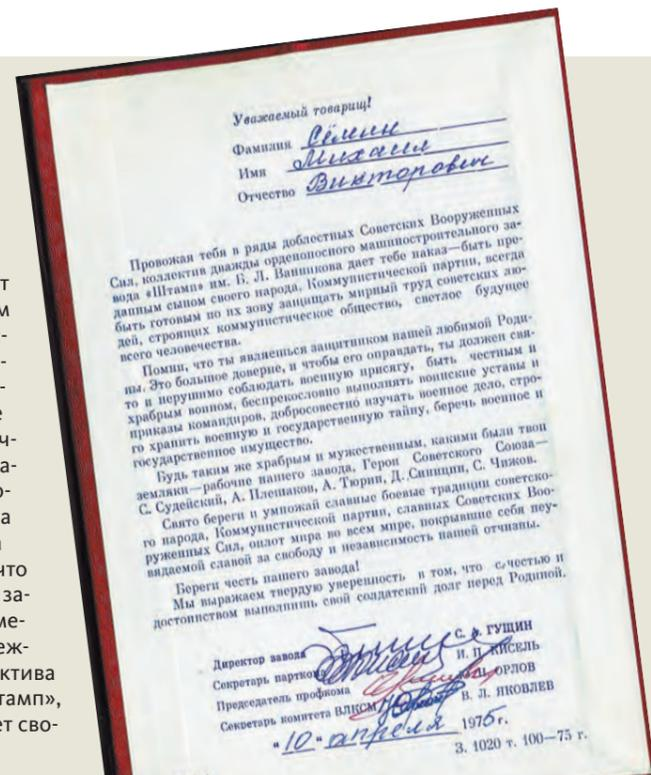 т
м
т-
-
-
е
ч-
а-
о-
а
что
за-
ме-
еж-
ктива
тамп»,
ет сво-
Уважаемый товарищ!
Фамилия Сёмин
Имя Михаил
Отчество Викторович
Провожая тебя в ряды доблестных Советских Вооруженных
Сил, коллектив дважды орденоносного машиностроительного за-
вода «Штамп» им. Б. Л. Ванникова дает тебе наказ—быть пре-
данным сыном своего народа, Коммунистической партии, всегда
быть готовым по их зову защищать мирный труд советских лю-
дей, строящих коммунистическое общество, светлое будущее
всего человечества.
Помни, что ты являешься защитником нашей любимой Роди-
ны. Это большое доверие, и чтобы его оправдать, ты должен свя-
то и нерушимо соблюдать военную присягу, быть честным и
храбрым воином, беспрекословно выполнять воинские уставы и
приказы командиров, добросовестно изучать военное дело, стро-
го хранить военную и государственную тайну, беречь военное и
государственное имущество.
Будь таким же храбрым и мужественным, какими были твои
земляки—рабочие нашего завода, Герои Советского Союза—
С. Судейский, А. Плешаков, А. Тюрин, Д. Синицин, С. Чижов.
Свято береги и умножай славные боевые традиции советско-
го народа, Коммунистической партии, славных Советских Воо-
руженных Сил, оплот мира во всем мире, покрывшие себя неу-
вядаемой славой за свободу и независимость нашей отчизны.
Береги честь нашего завода!
Мы выражаем твердую уверенность в том, что с честью и
достоинством выполнишь свой солдатский долг перед Родиной.
Директор завода С. ГУЩИН
Секретарь парткома И. П. КИСЕЛЬ
Председатель профкома ОРЛОВ
Секретарь комитета ВЛКСМ В. Л. ЯКОВЛЕВ
"10" апреля 1975 г.
З. 1020 т. 100—75 г.